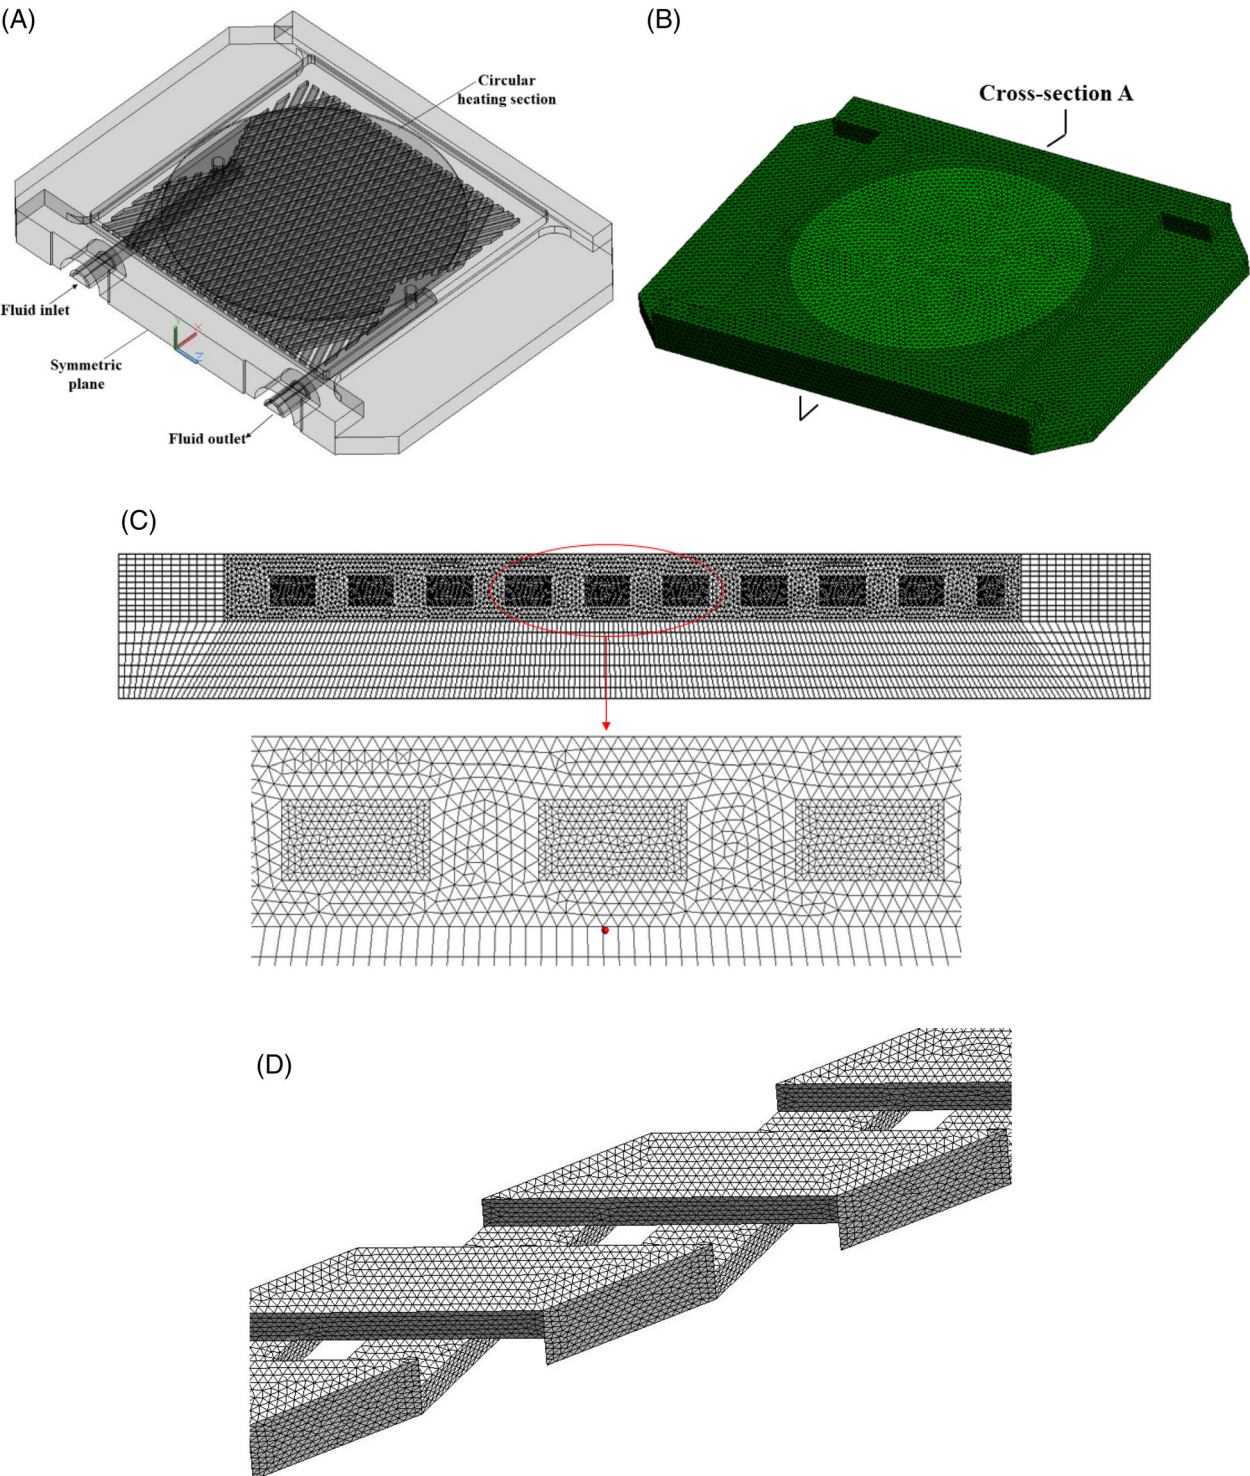 (A)
Circular
heating section
Fluid inlet
Symmetric
plane
Y
X
Z
Fluid outlet
(B)
Cross-section A
(C)
(D)